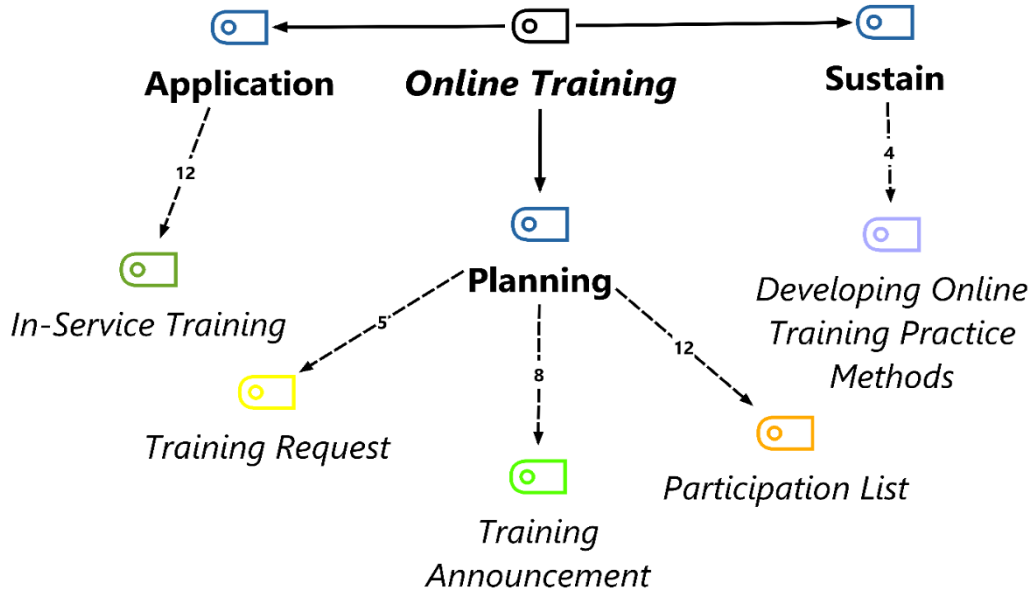 Application
Online Training
Sustain
12
4
In-Service Training
Planning
Developing Online
Training Practice
Methods
5
8
12
Training Request
Training
Announcement
Participation List